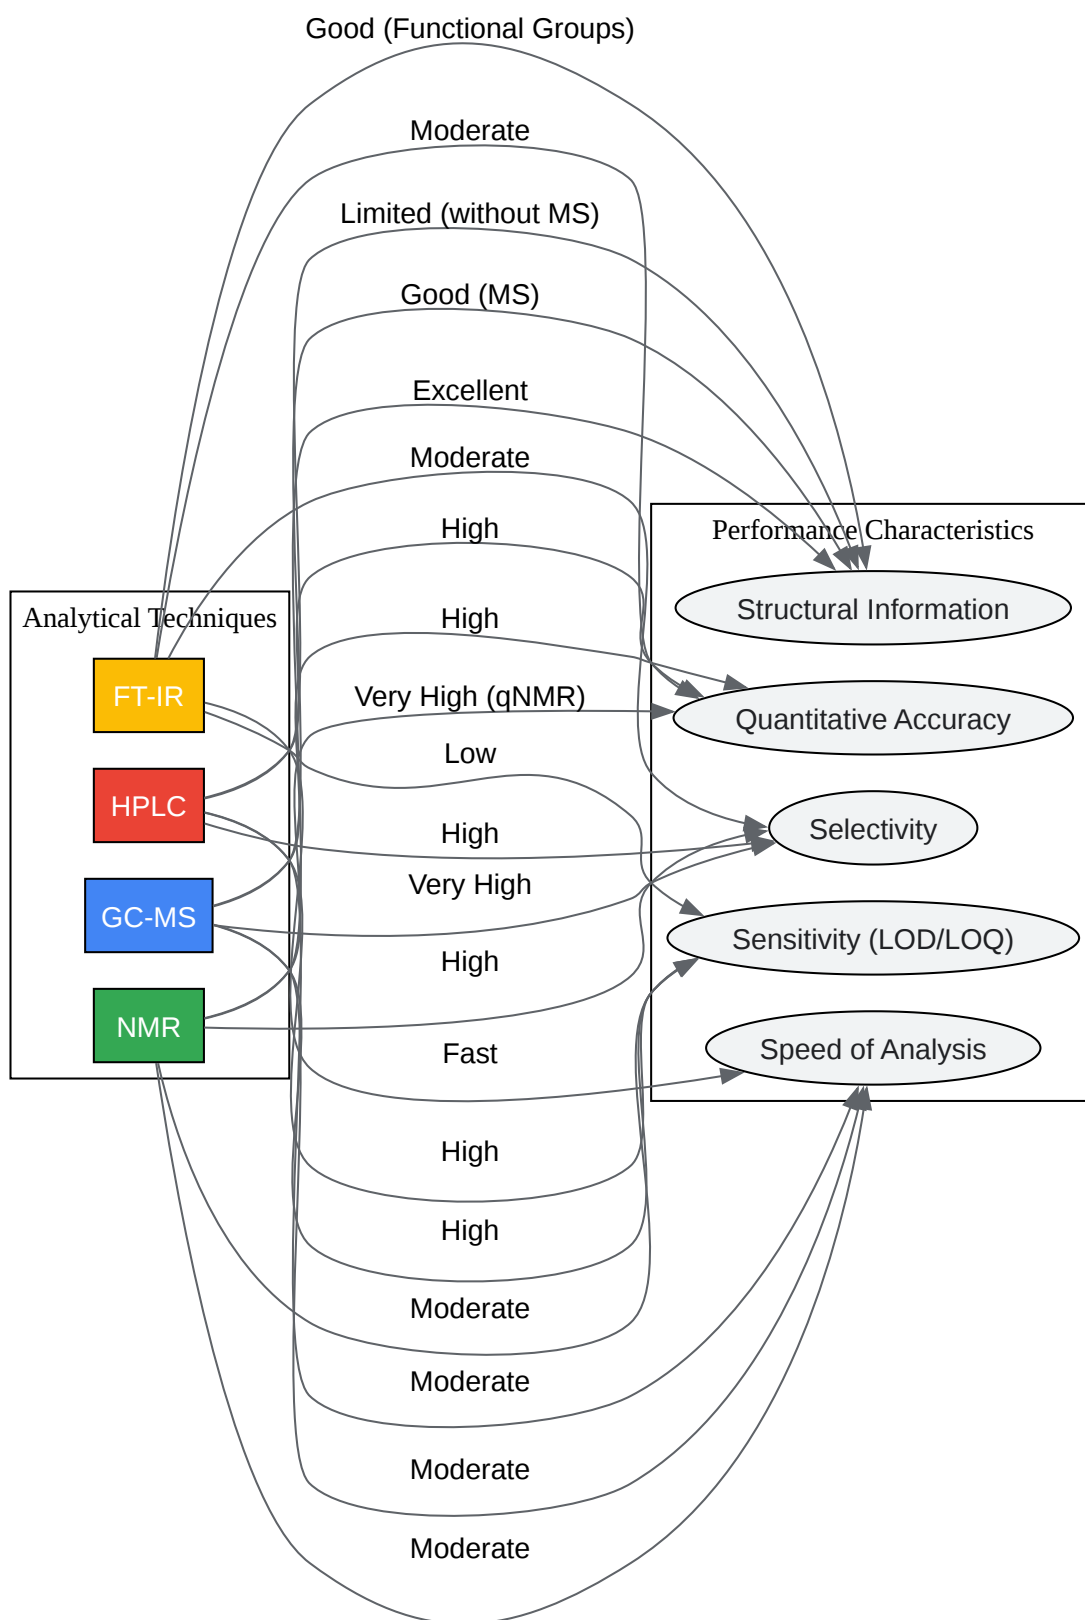 Good (Functional Groups)
Moderate
Limited (without MS)
Good (MS)
Excellent
Moderate
High
High
Very High (qNMR)
Low
High
Very High
High
Fast
High
High
Moderate
Moderate
Moderate
Moderate
Analytical Techniques
FT-IR
HPLC
GC-MS
NMR
Performance Characteristics
Structural Information
Quantitative Accuracy
Selectivity
Sensitivity (LOD/LOQ)
Speed of Analysis